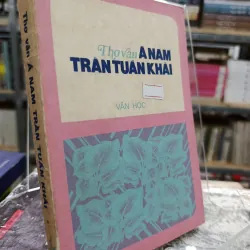 Thơ văn Á NAM
TRẦN TUẤN KHẢI
VĂN HỌC
Thơ văn Á NAM TRẦN TUẤN KHẢI